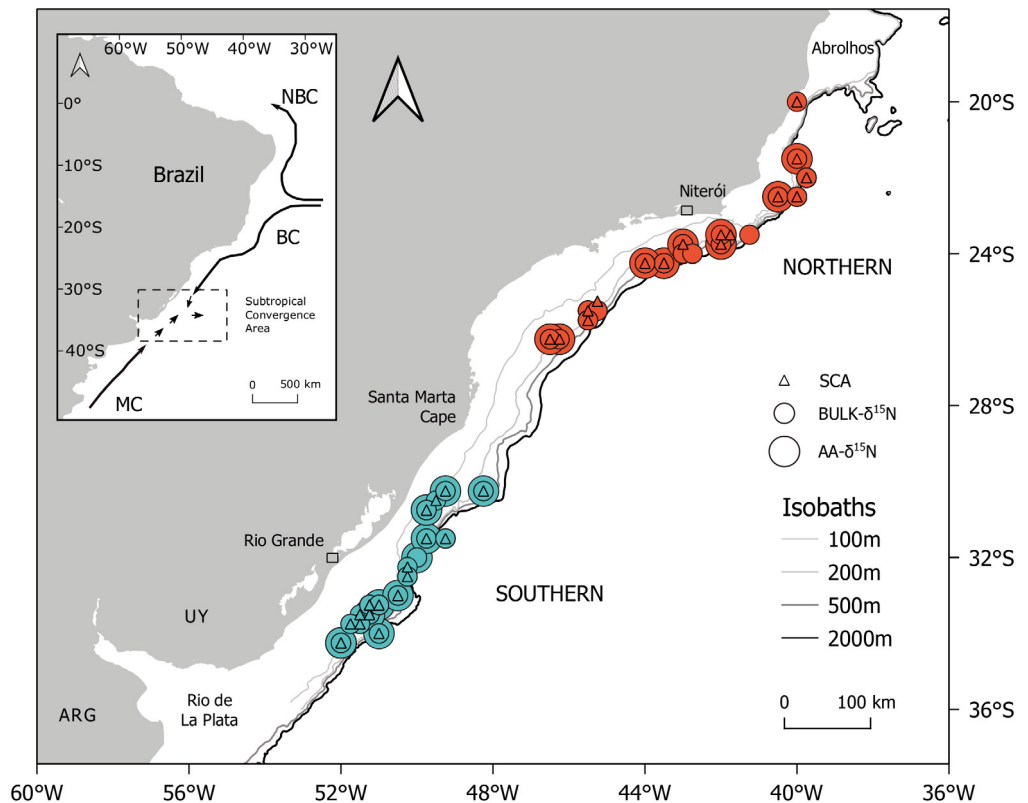 60°W 50°W 40°W 30°W
0°
10°S
20°S
30°S
40°S
NBC
Brazil
BC
Subtropical
Convergence
Area
MC
0 500 km
Abrolhos
Niterói
NORTHERN
Santa Marta
Cape
Rio Grande
SOUTHERN
UY
ARG
Rio de
La Plata
SCA
BULK-δ¹⁵N
AA-δ¹⁵N
Isobaths
100m
200m
500m
2000m
0 100 km
20°S
24°S
28°S
32°S
36°S
60°W 56°W 52°W 48°W 44°W 40°W 36°W